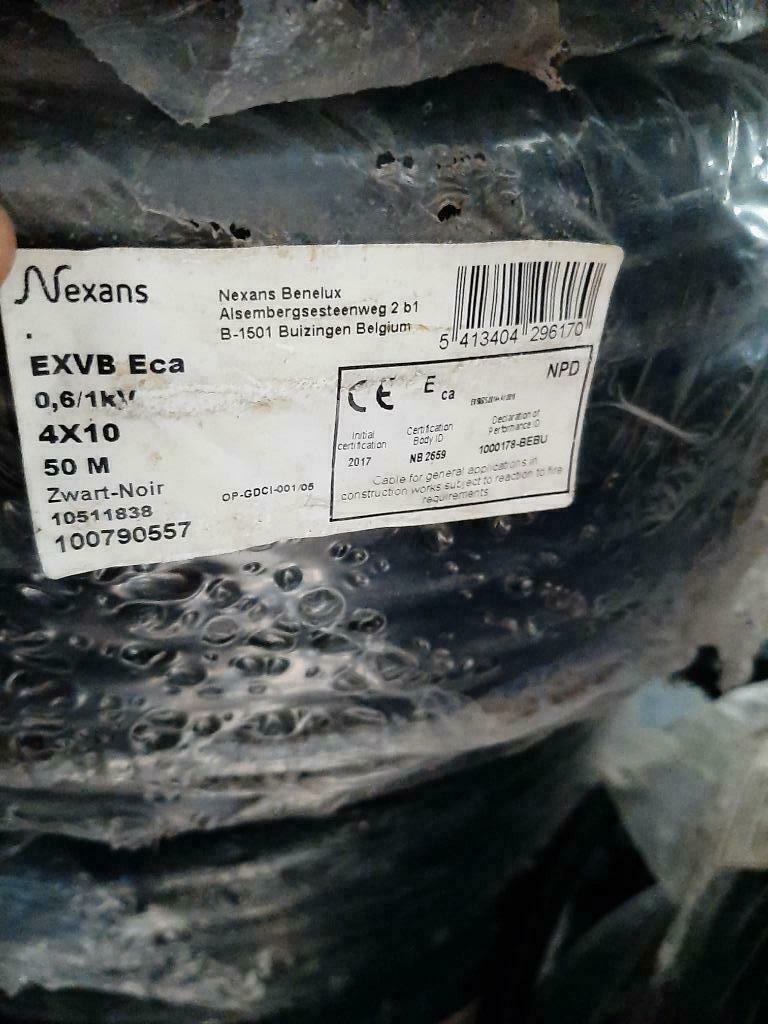 Nexans
Nexans Benelux
Alsembergsesteenweg 2 b1
B-1501 Buizingen Belgium
5 413404 296170
EXVB Eca
0,6/1kV
4X10
50 M
Zwart-Noir
10511838
100790557
OP-GDCI-001/05
CE
E ca
NPD
Initial certification
2017
Certification Body ID
NB 2659
Declaration of Performance ID
1000178-BEBU
Cable for general applications in
construction works subject to reaction to fire
requirements